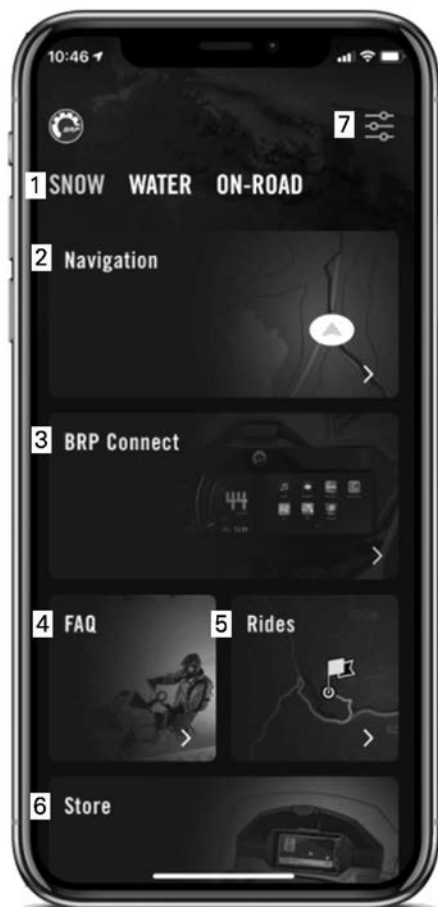 10:46
7
1 SNOW WATER ON-ROAD
2 Navigation
3 BRP Connect
44
4 FAQ
5 Rides
6 Store